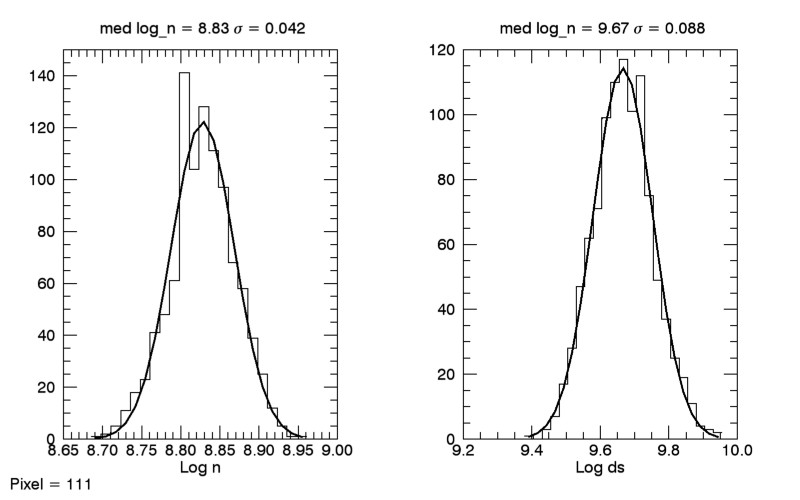 med log_n = 8.83 σ = 0.042
140
120
100
80
60
40
20
0
8.65 8.70 8.75 8.80 8.85 8.90 8.95 9.00
Log n
med log_n = 9.67 σ = 0.088
120
100
80
60
40
20
0
9.2 9.4 9.6 9.8 10.0
Log ds
Pixel = 111